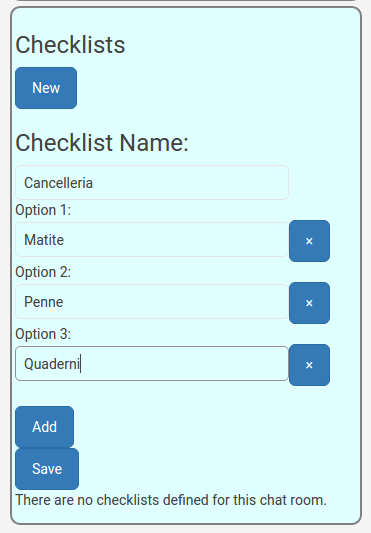 Checklists
New
Checklist Name:
Cancelleria
Option 1:
Matite ×
Option 2:
Penne ×
Option 3:
Quaderni ×
Add
Save
There are no checklists defined for this chat room.